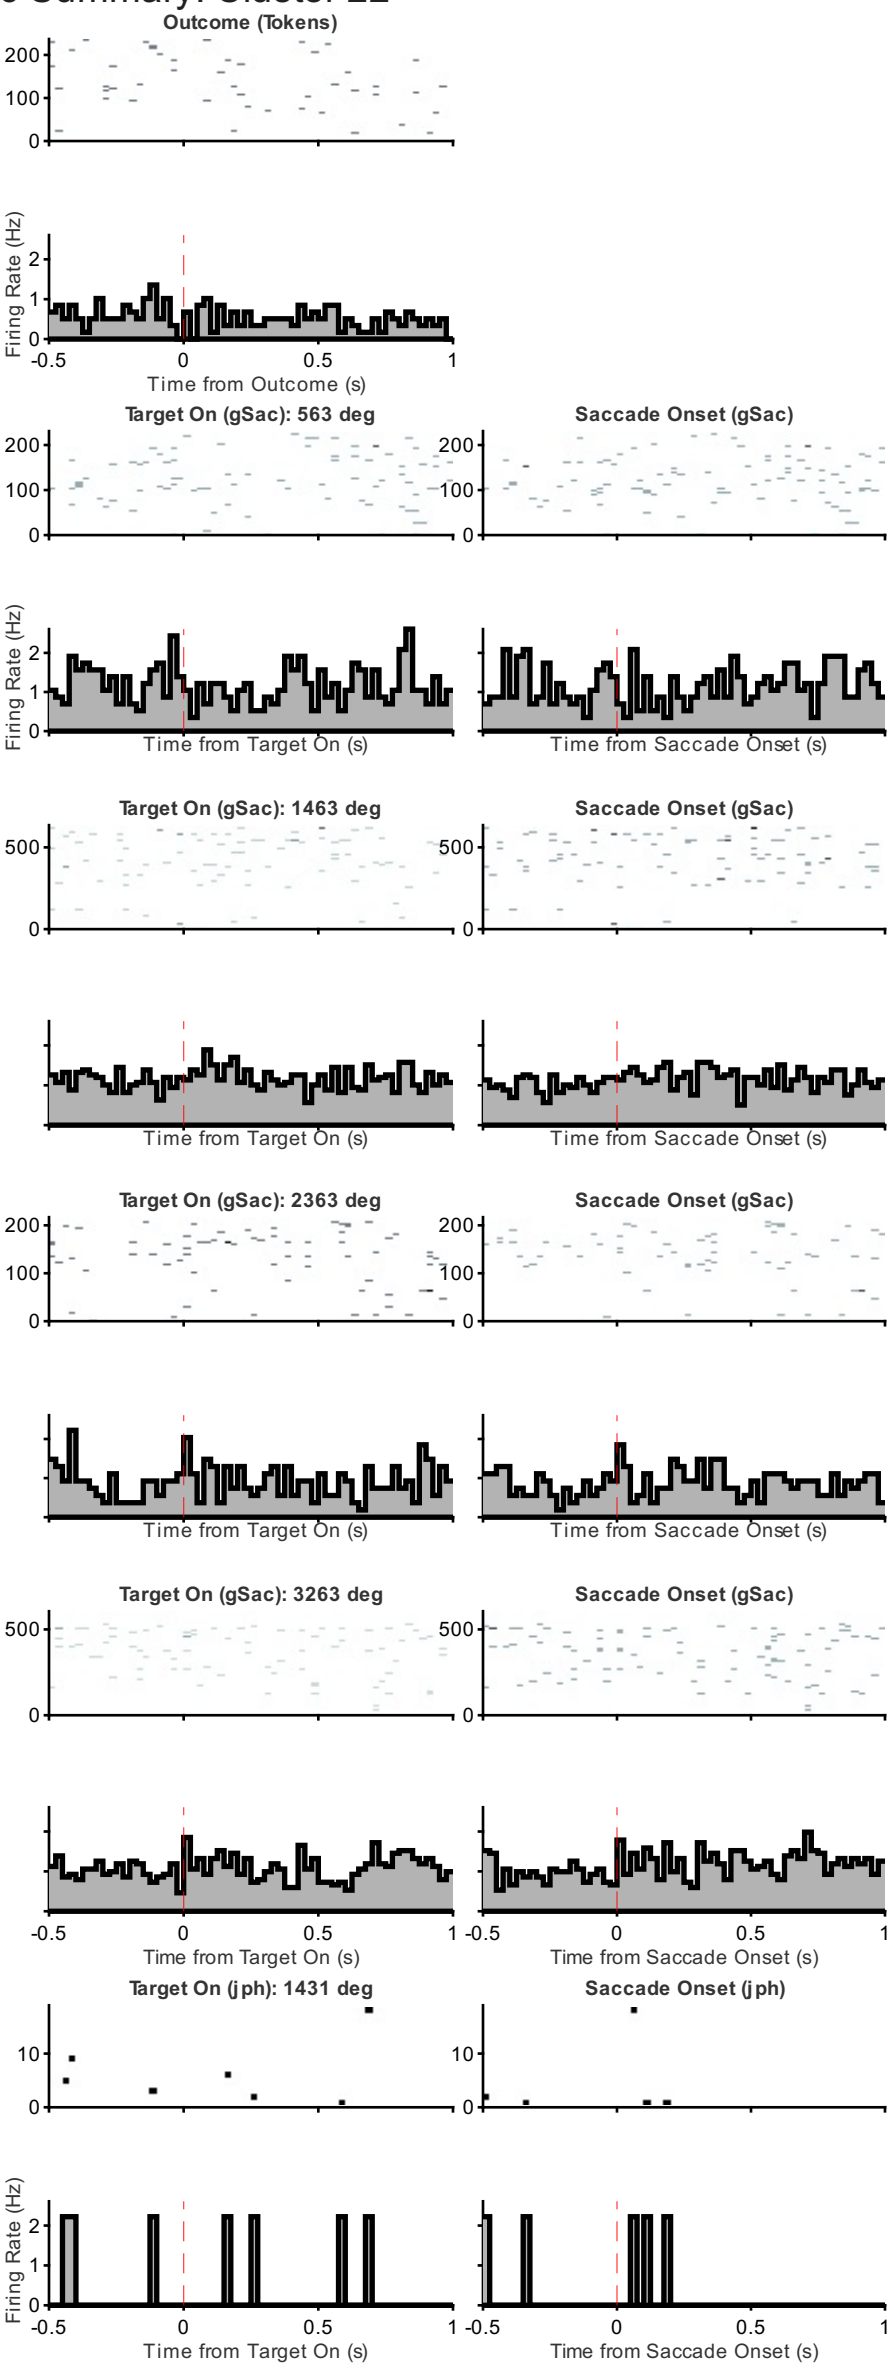 Summary: Cluster 22
Outcome (Tokens)
200
100
0
Firing Rate (Hz)
2
1
0
-0.5 0 0.5 1
Time from Outcome (s)
Target On (gSac): 563 deg Saccade Onset (gSac)
200 200
100 100
0 0
Firing Rate (Hz)
2
1
0
Time from Target On (s) Time from Saccade Onset (s)
Target On (gSac): 1463 deg Saccade Onset (gSac)
500 500
0 0
Time from Target On (s) Time from Saccade Onset (s)
Target On (gSac): 2363 deg Saccade Onset (gSac)
200 200
100 100
0 0
Time from Target On (s) Time from Saccade Onset (s)
Target On (gSac): 3263 deg Saccade Onset (gSac)
500 500
0 0
-0.5 0 0.5 1 -0.5 0 0.5 1
Time from Target On (s) Time from Saccade Onset (s)
Target On (jph): 1431 deg Saccade Onset (jph)
10 10
0 0
Firing Rate (Hz)
2 2
1 1
0 0
-0.5 0 0.5 1 -0.5 0 0.5 1
Time from Target On (s) Time from Saccade Onset (s)